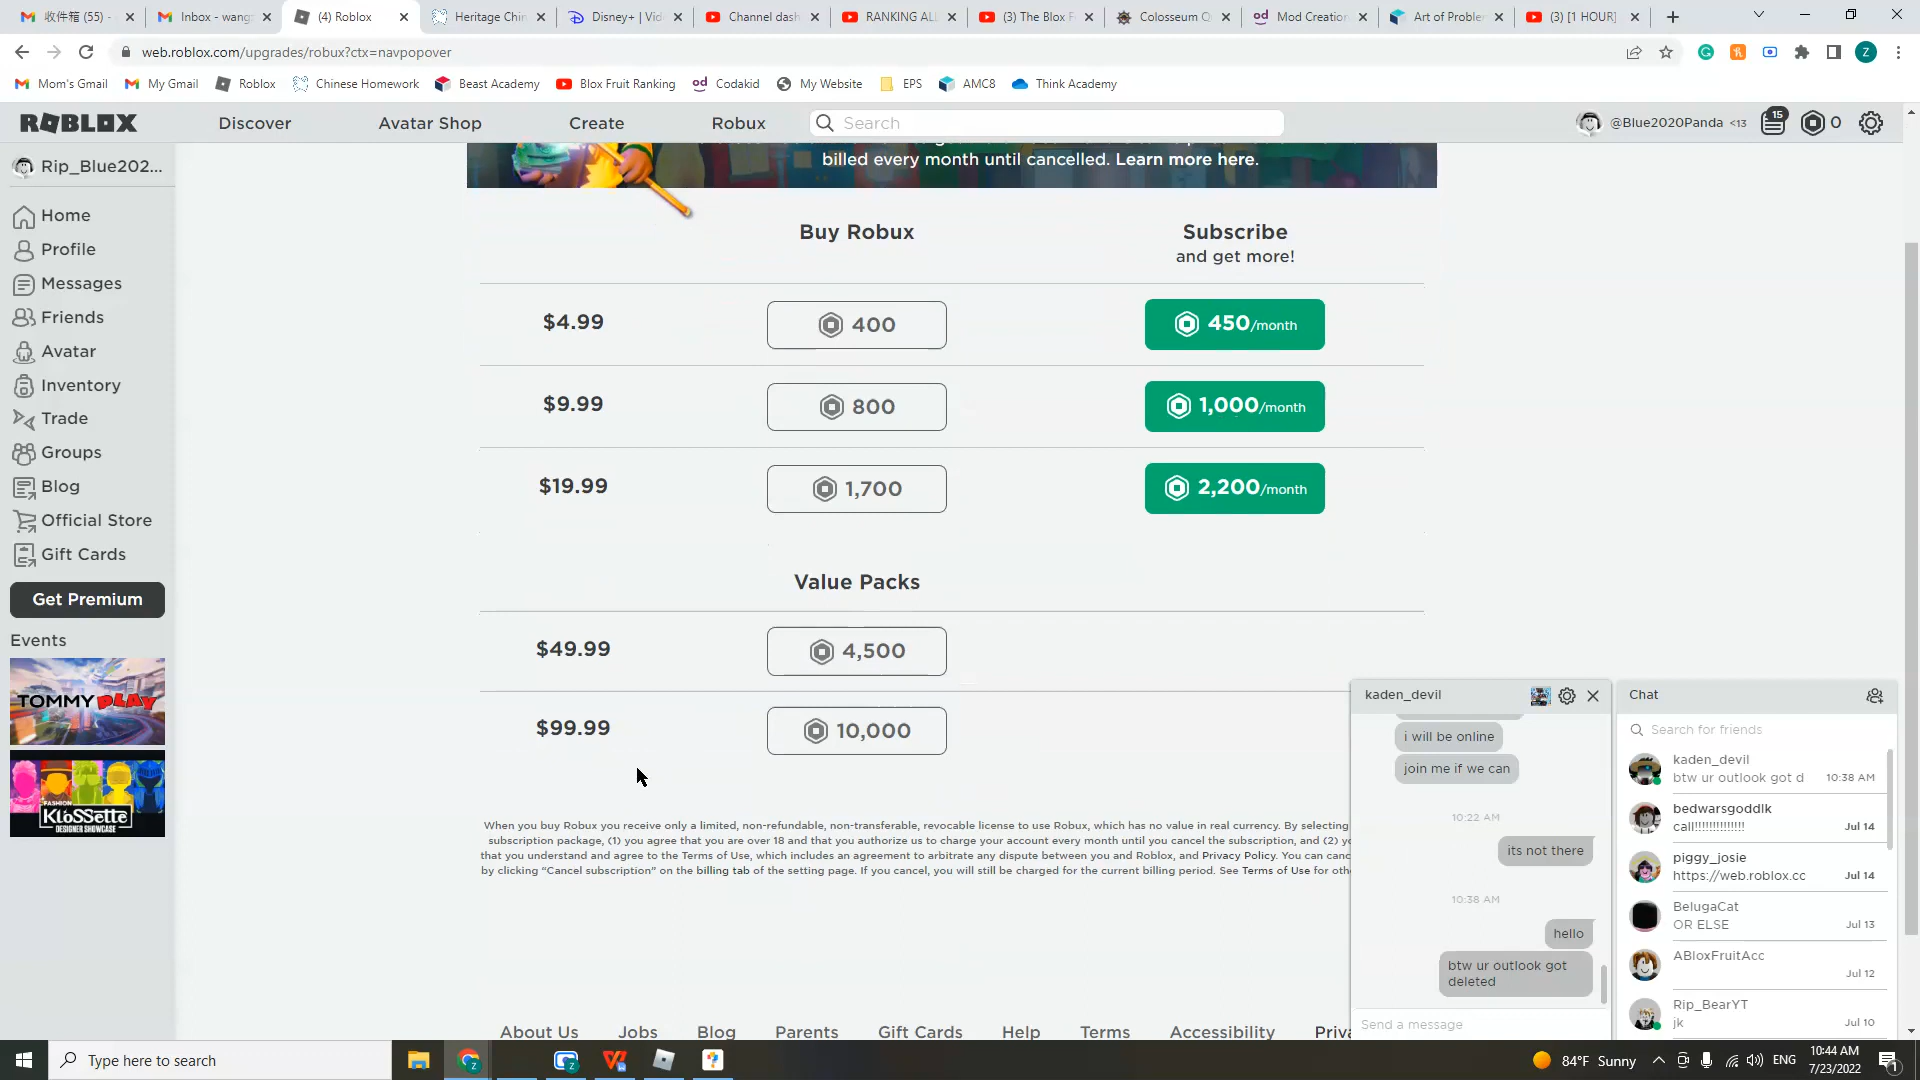 收件箱 (55) -
Inbox - wang
(4) Roblox
Heritage Chin
Disney+ | Vid
Channel dash
RANKING ALL
(3) The Blox F
Colosseum Q
Mod Creation
Art of Proble
(3) [1 HOUR]
web.roblox.com/upgrades/robux?ctx=navpopover
Z
Mom's Gmail
My Gmail
Roblox
Chinese Homework
Beast Academy
Blox Fruit Ranking
od Codakid
My Website
EPS
AMC8
Think Academy
ROBLOX
Discover
Avatar Shop
Create
Robux
Search
@Blue2020Panda <13
15
0
Rip_Blue202...
Home
Profile
Messages
Friends
Avatar
Inventory
Trade
Groups
Blog
Official Store
Gift Cards
Get Premium
Events
TOMMY PLAY
FASHION
KLOSSETTE
DESIGNER SHOWCASE
billed every month until cancelled. Learn more here.
Buy Robux
Subscribe
and get more!
$4.99
400
450/month
$9.99
800
1,000/month
$19.99
1,700
2,200/month
Value Packs
$49.99
4,500
$99.99
10,000
When you buy Robux you receive only a limited, non-refundable, non-transferable, revocable license to use Robux, which has no value in real currency. By selecting
subscription package, (1) you agree that you are over 18 and that you authorize us to charge your account every month until you cancel the subscription, and (2) yo
that you understand and agree to the Terms of Use, which includes an agreement to arbitrate any dispute between you and Roblox, and Privacy Policy. You can canc
by clicking “Cancel subscription” on the billing tab of the setting page. If you cancel, you will still be charged for the current billing period. See Terms of Use for oth
About Us
Jobs
Blog
Parents
Gift Cards
Help
Terms
Accessibility
Priva
kaden_devil
i will be online
join me if we can
10:22 AM
its not there
10:38 AM
hello
btw ur outlook got
deleted
Send a message
Chat
Search for friends
kaden_devil
btw ur outlook got d
10:38 AM
bedwarsgoddlk
call!!!!!!!!!!!!!!
Jul 14
piggy_josie
https://web.roblox.cc
Jul 14
BelugaCat
OR ELSE
Jul 13
ABloxFruitAcc
Jul 12
Rip_BearYT
jk
Jul 10
Type here to search
84°F Sunny
ENG
10:44 AM
7/23/2022
1